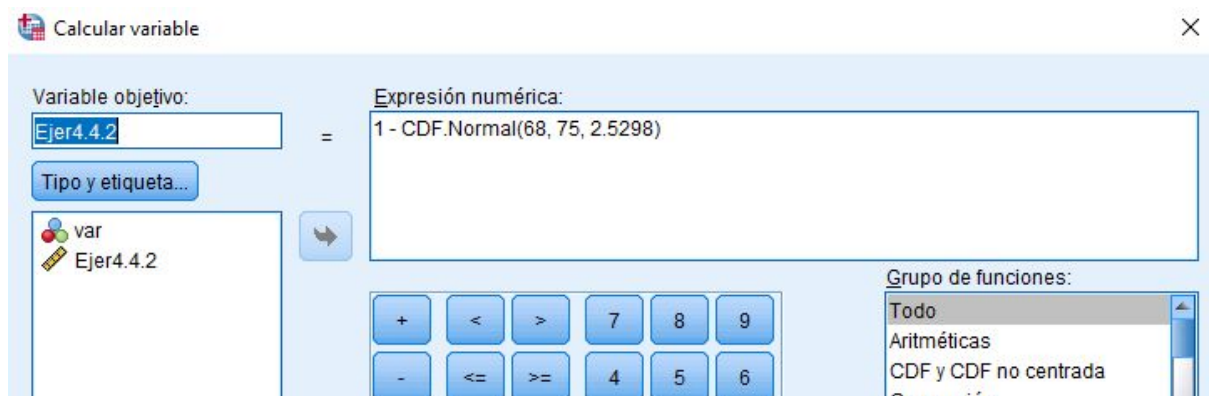 Calcular variable
Variable objetivo:
Expresión numérica:
Ejer4.4.2
=
1 - CDF.Normal(68, 75, 2.5298)
Tipo y etiqueta...
var
Ejer4.4.2
Grupo de funciones:
Todo
Aritméticas
CDF y CDF no centrada
+ < > 7 8 9
- <= >= 4 5 6